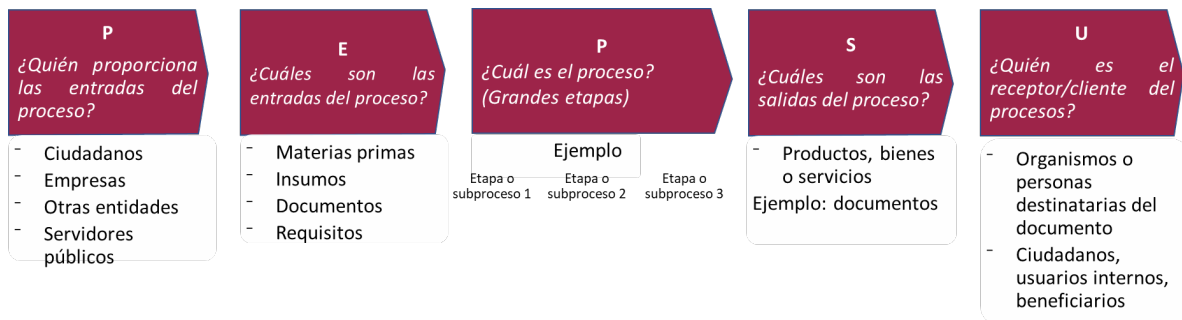 P
¿Quién proporciona
las entradas del
proceso?
- Ciudadanos
- Empresas
- Otras entidades
- Servidores
públicos
E
¿Cuáles son las
entradas del proceso?
- Materias primas
- Insumos
- Documentos
- Requisitos
P
¿Cuál es el proceso?
(Grandes etapas)
Ejemplo
Etapa o
subproceso 1
Etapa o
subproceso 2
Etapa o
subproceso 3
S
¿Cuáles son las
salidas del proceso?
- Productos, bienes
o servicios
Ejemplo: documentos
U
¿Quién es el
receptor/cliente del
procesos?
- Organismos o
personas
destinatarias del
documento
- Ciudadanos,
usuarios internos,
beneficiarios